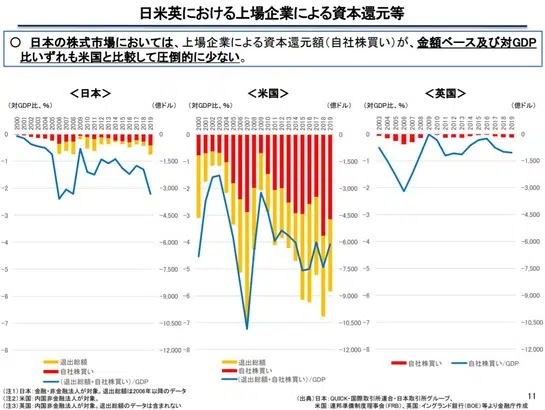 日米英における上場企業による資本還元等
〇 日本の株式市場においては、上場企業による資本還元額（自社株買い）が、金額ベース及び対GDP
比いずれも米国と比較して圧倒的に少ない。
＜日本＞
（対GDP比、%） （億ドル）
2000 2001 2002 2003 2004 2005 2006 2007 2008 2009 2010 2011 2012 2013 2014 2015 2016 2017 2018 2019
0 0
-1 -1,500
-2 -3,000
-3 -4,500
-4 -6,000
-5 -7,500
-6 -9,000
-7 -10,500
-8 -12,000
退出総額
自社株買い
（退出総額+自社株買い）/GDP
＜米国＞
（対GDP比、%） （億ドル）
2000 2001 2002 2003 2004 2005 2006 2007 2008 2009 2010 2011 2012 2013 2014 2015 2016 2017 2018 2019
0 0
-1 -1,500
-2 -3,000
-3 -4,500
-4 -6,000
-5 -7,500
-6 -9,000
-7 -10,500
-8 -12,000
退出総額
自社株買い
（退出総額+自社株買い）/GDP
＜英国＞
（対GDP比、%） （億ドル）
2003 2004 2005 2006 2007 2008 2009 2010 2011 2012 2013 2014 2015 2016 2017 2018 2019
0 0
-1 -1,500
-2 -3,000
-3 -4,500
-4 -6,000
-5 -7,500
-6 -9,000
-7 -10,500
-8 -12,000
自社株買い 自社株買い/GDP
（注１）日本：金融・非金融法人が対象。退出総額は2006年以降のデータ
（注２）米国：内国非金融法人が対象。
（注３）英国：内国非金融法人が対象。退出総額のデータは含まれない
（出典）日本：QUICK・国際取引所連合・日本取引所グループ、
米国：連邦準備制度理事会（FRB）、英国：イングランド銀行（BOE）等より金融庁作成
11